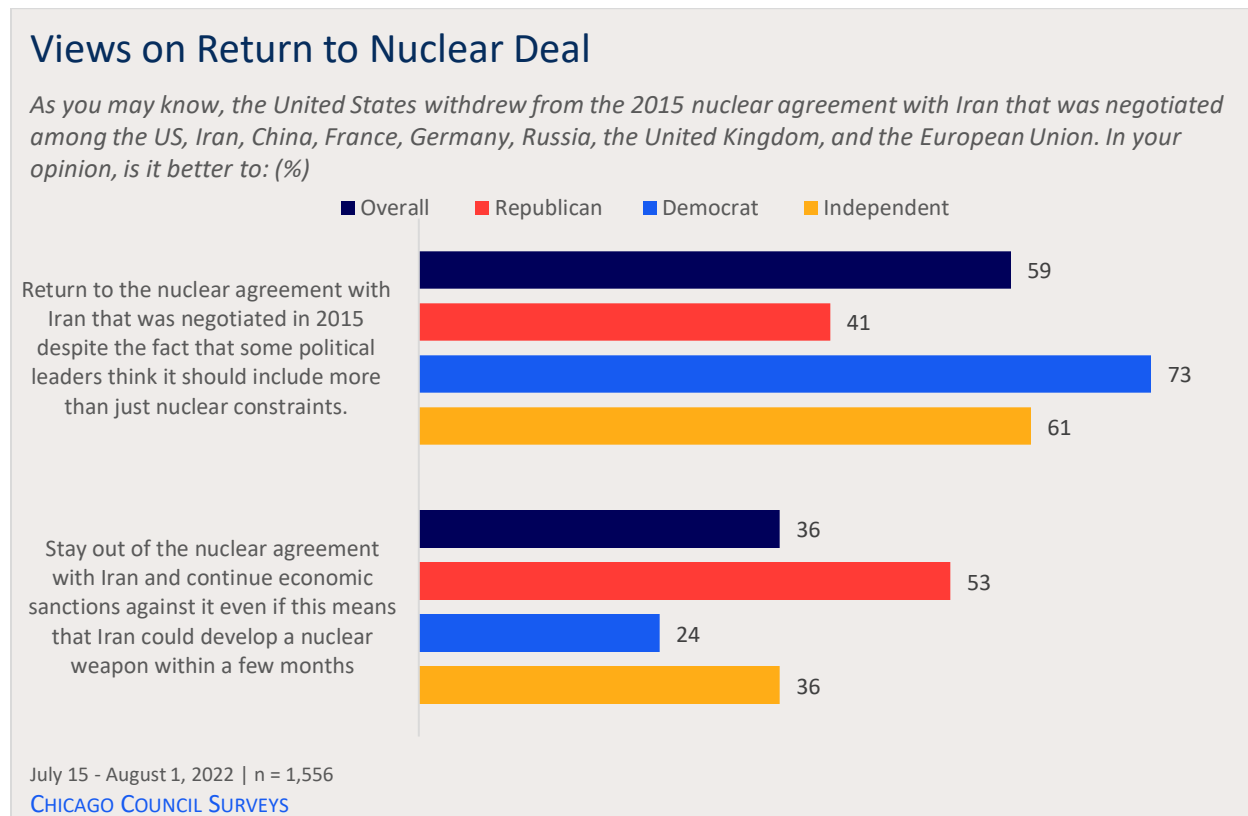 Views on Return to Nuclear Deal
As you may know, the United States withdrew from the 2015 nuclear agreement with Iran that was negotiated
among the US, Iran, China, France, Germany, Russia, the United Kingdom, and the European Union. In your
opinion, is it better to: (%)
Overall Republican Democrat Independent
Return to the nuclear agreement with
Iran that was negotiated in 2015
despite the fact that some political
leaders think it should include more
than just nuclear constraints.
59
41
73
61
Stay out of the nuclear agreement
with Iran and continue economic
sanctions against it even if this means
that Iran could develop a nuclear
weapon within a few months
36
53
24
36
July 15 - August 1, 2022 | n = 1,556
CHICAGO COUNCIL SURVEYS